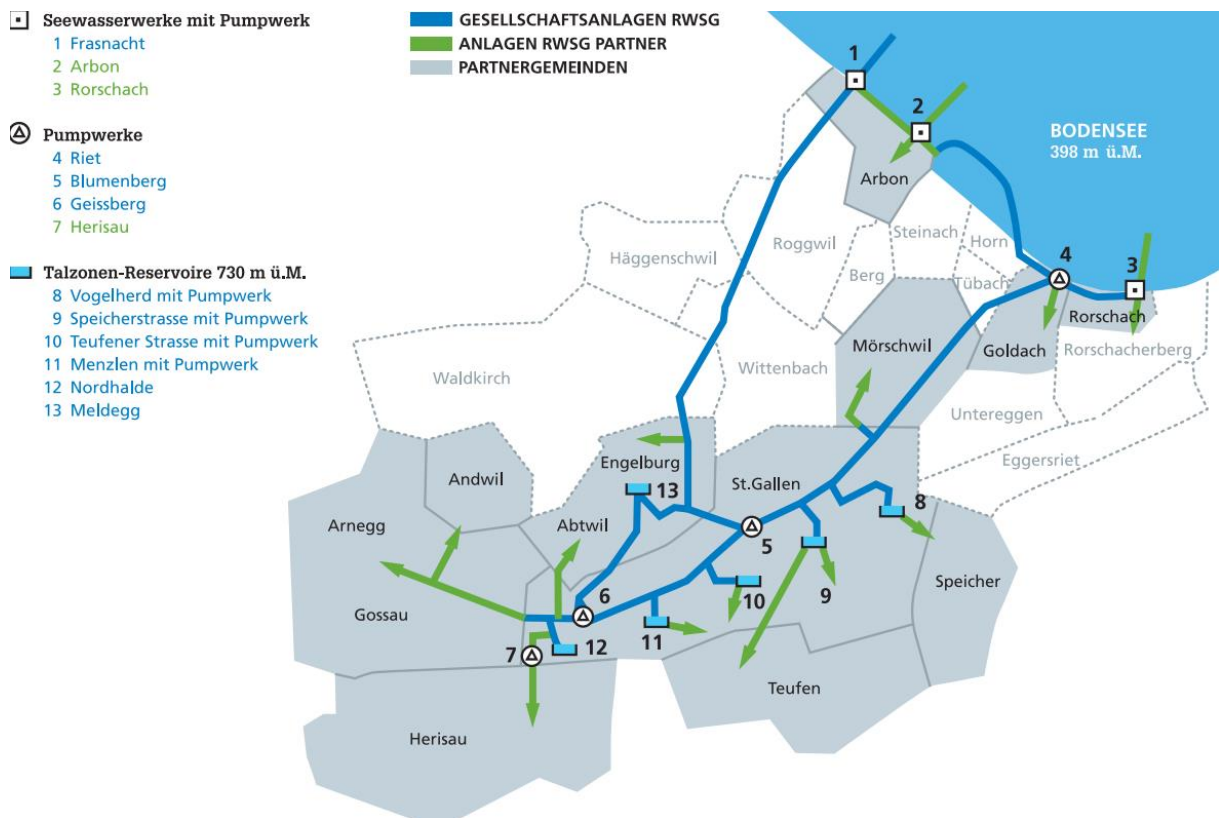 Seewasserwerke mit Pumpwerk
1 Frasnacht
2 Arbon
3 Rorschach
Pumpwerke
4 Riet
5 Blumenberg
6 Geissberg
7 Herisau
Talzonen-Reservoire 730 m ü.M.
8 Vogelherd mit Pumpwerk
9 Speicherstrasse mit Pumpwerk
10 Teufener Strasse mit Pumpwerk
11 Menzlen mit Pumpwerk
12 Nordhalde
13 Meldegg
GESELLSCHAFTSANLAGEN RWSG
ANLAGEN RWSG PARTNER
PARTNERGEMEINDEN
1
2
BODENSEE
398 m ü.M.
Arbon
Steinach
Horn
Roggwil
Häggenschwil
Berg
Tübach
4
3
Rorschach
Mörschwil
Goldach
Rorschacherberg
Wittenbach
Waldkirch
Untereggen
Eggersriet
Engelburg
St.Gallen
Andwil
13
8
Arnegg
Abtwil
5
Speicher
6
10
9
Gossau
11
12
7
Teufen
Herisau